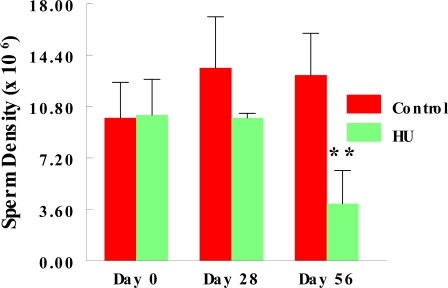 Sperm Density (x 10 6)
18.00
14.40
10.80
7.20
3.60
0.00
Control
HU
**
Day 0 Day 28 Day 56